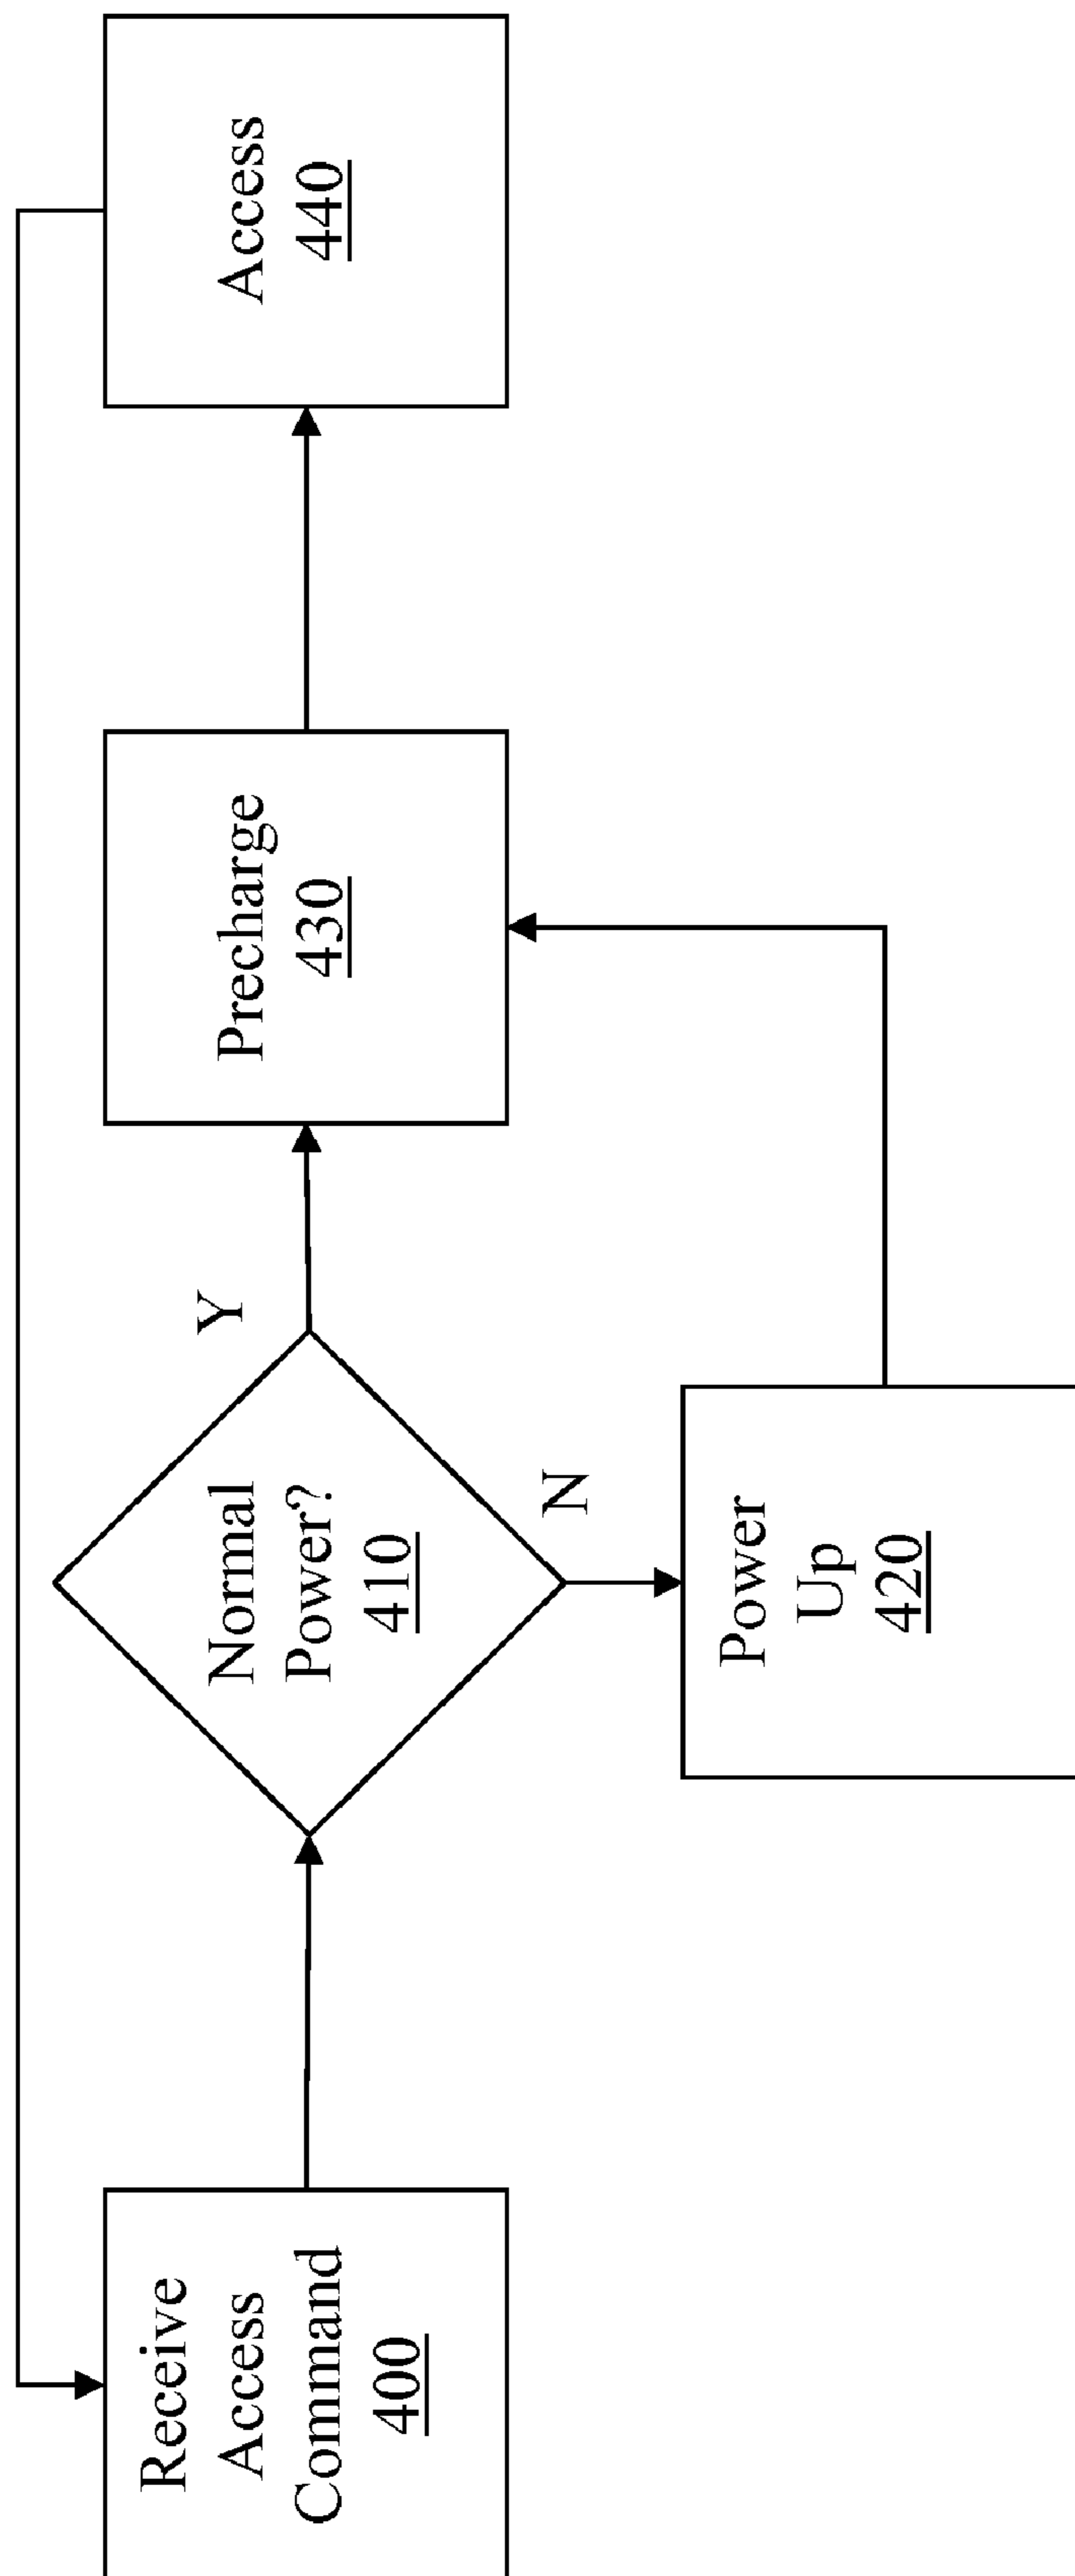 Receive
Access
Command
400
Normal
Power?
410
Y
N
Power
Up
420
Precharge
430
Access
440